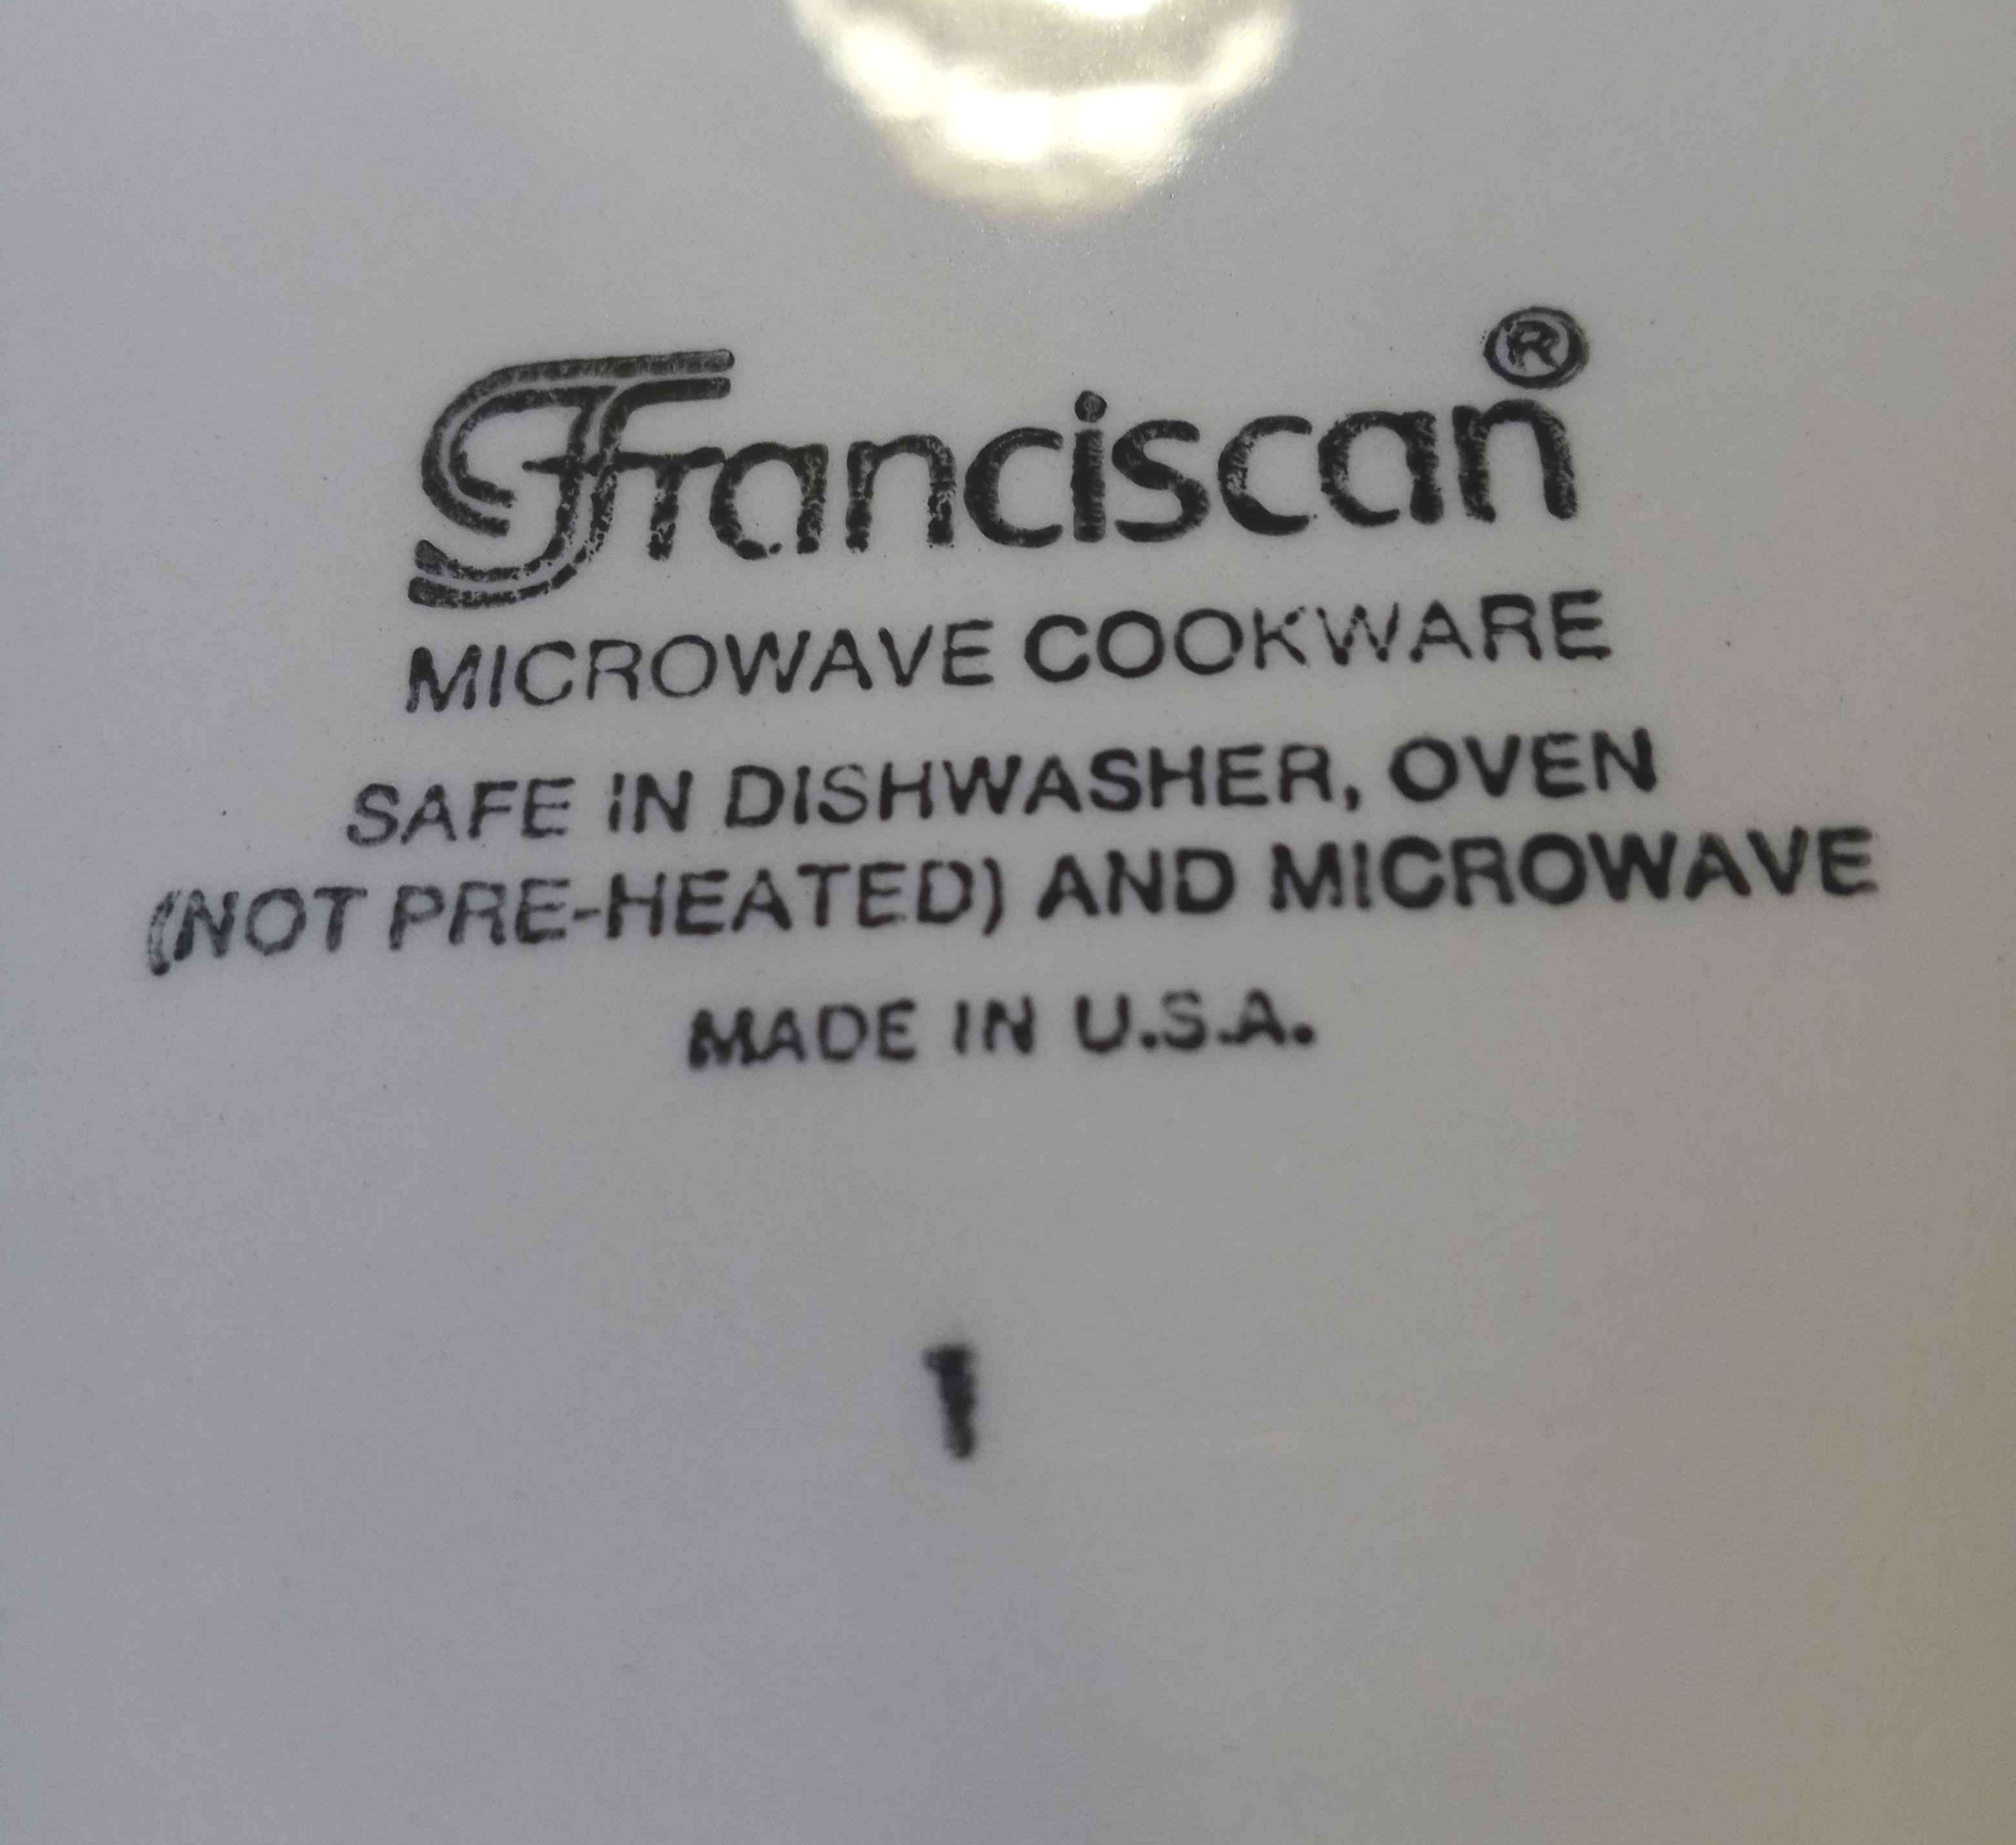 Franciscan®
MICROWAVE COOKWARE
SAFE IN DISHWASHER, OVEN
(NOT PRE-HEATED) AND MICROWAVE
MADE IN U.S.A.
1